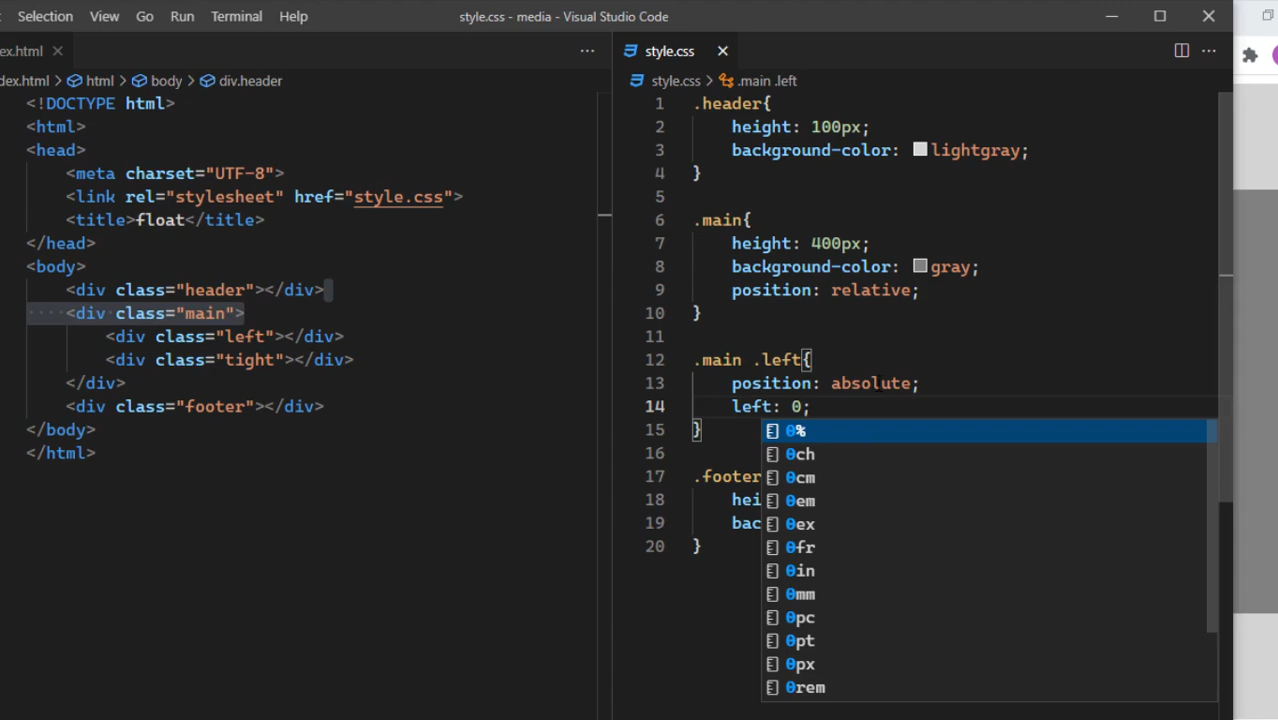 Selection View Go Run Terminal Help
style.css - media - Visual Studio Code
ex.html
style.css
dex.html > html > body > div.header
style.css > .main .left
<!DOCTYPE html>
<html>
<head>
<meta charset="UTF-8">
<link rel="stylesheet" href="style.css">
<title>float</title>
</head>
<body>
<div class="header"></div>
<div class="main">
<div class="left"></div>
<div class="tight"></div>
</div>
<div class="footer"></div>
</body>
</html>
1 .header{
2 height: 100px;
3 background-color: lightgray;
4 }
5
6 .main{
7 height: 400px;
8 background-color: gray;
9 position: relative;
10 }
11
12 .main .left{
13 position: absolute;
14 left: 0;
15 }
16
17 .footer
18 hei
19 bac
20 }
0%
0ch
0cm
0em
0ex
0fr
0in
0mm
0pc
0pt
0px
0rem